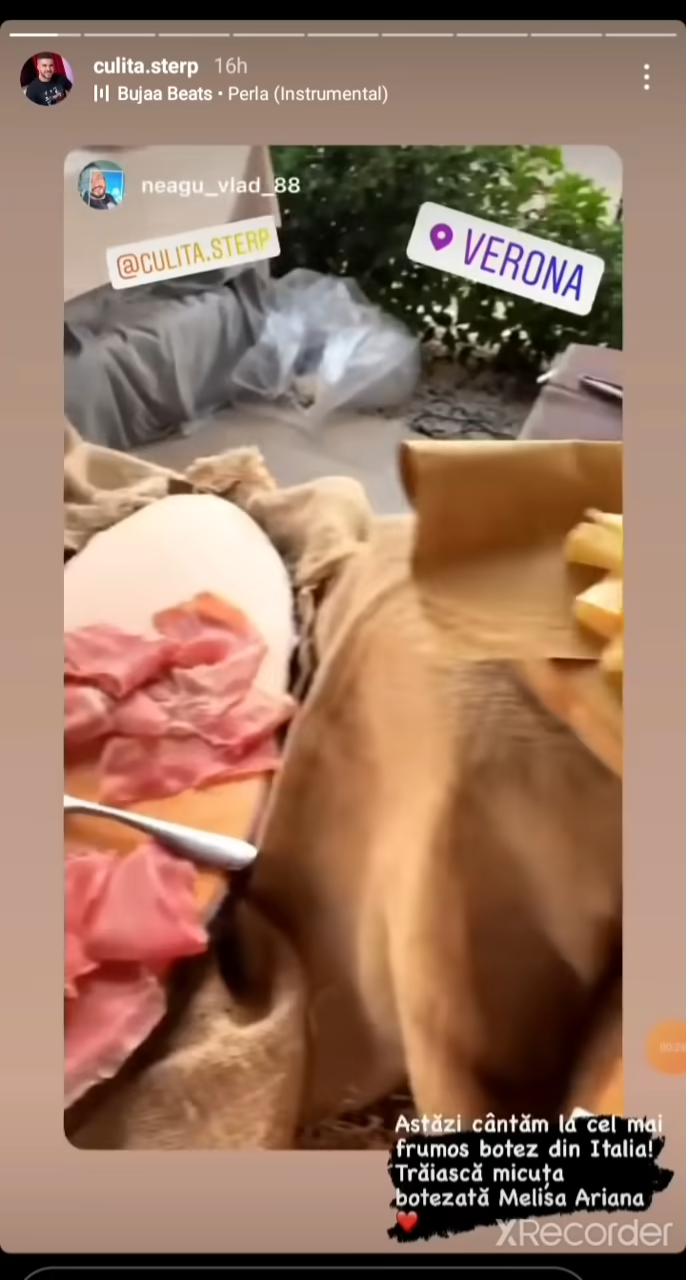 culita.sterp 16h
Bujaa Beats • Perla (Instrumental)
neagu_vlad_88
@CULITA.STERP
VERONA
Astăzi cântăm la cel mai
frumos botez din Italia!
Trăiască micuța
botezată Melisa Ariana
❤️
XRecorder